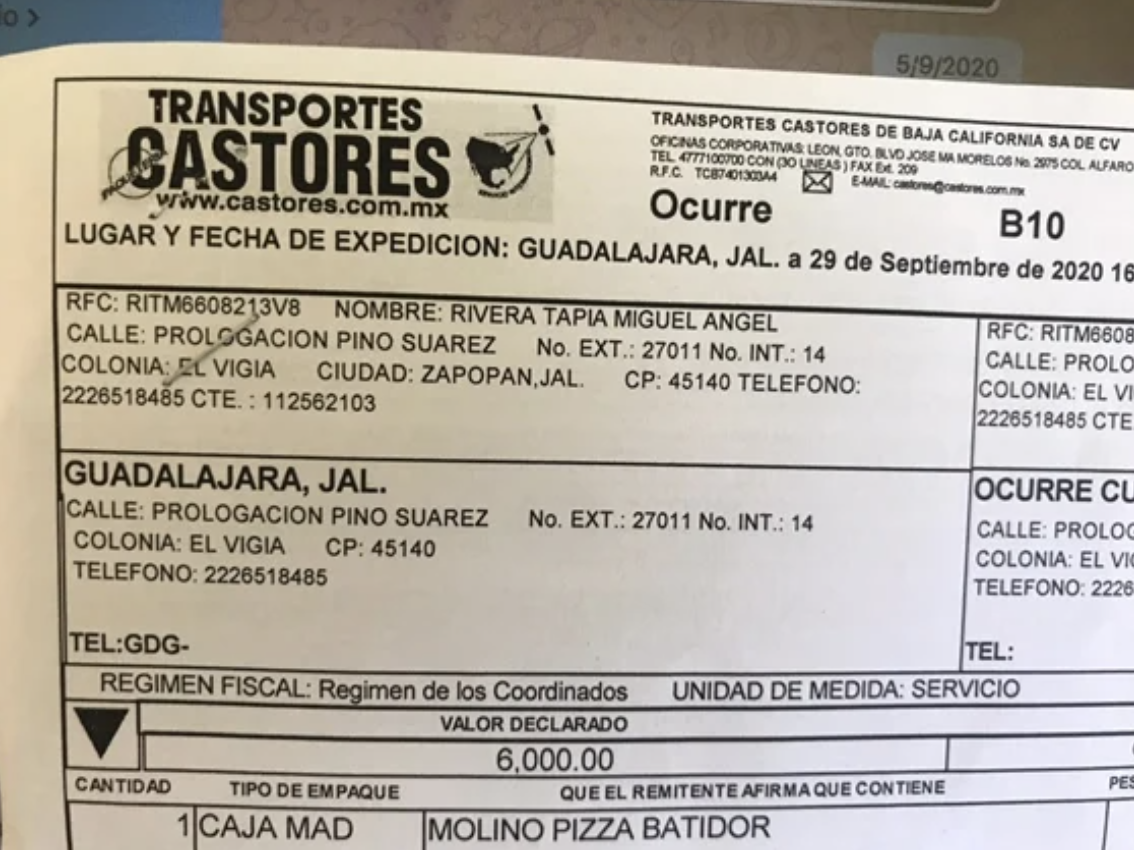 5/9/2020
TRANSPORTES
CASTORES
www.castores.com.mx
TRANSPORTES CASTORES DE BAJA CALIFORNIA SA DE CV
OFICINAS CORPORATIVAS: LEON, GTO. BLVD JOSE MA MORELOS No. 2975 COL. ALFARO
TEL. 4777100700 CON (3O LINEAS ) FAX Ext. 209
R.F.C. TCB7401303A4 E-MAIL: castores@castores.com.mx
Ocurre B10
LUGAR Y FECHA DE EXPEDICION: GUADALAJARA, JAL. a 29 de Septiembre de 2020 16
RFC: RITM6608213V8 NOMBRE: RIVERA TAPIA MIGUEL ANGEL
CALLE: PROLOGACION PINO SUAREZ No. EXT.: 27011 No. INT.: 14
COLONIA: EL VIGIA CIUDAD: ZAPOPAN,JAL. CP: 45140 TELEFONO:
2226518485 CTE. : 112562103
RFC: RITM6608
CALLE: PROLO
COLONIA: EL VI
2226518485 CTE
GUADALAJARA, JAL.
CALLE: PROLOGACION PINO SUAREZ No. EXT.: 27011 No. INT.: 14
COLONIA: EL VIGIA CP: 45140
TELEFONO: 2226518485
TEL:GDG-
OCURRE CU
CALLE: PROLOG
COLONIA: EL VIG
TELEFONO: 2226
TEL:
REGIMEN FISCAL: Regimen de los Coordinados UNIDAD DE MEDIDA: SERVICIO
VALOR DECLARADO
6,000.00
CANTIDAD TIPO DE EMPAQUE QUE EL REMITENTE AFIRMA QUE CONTIENE PES
1 CAJA MAD MOLINO PIZZA BATIDOR